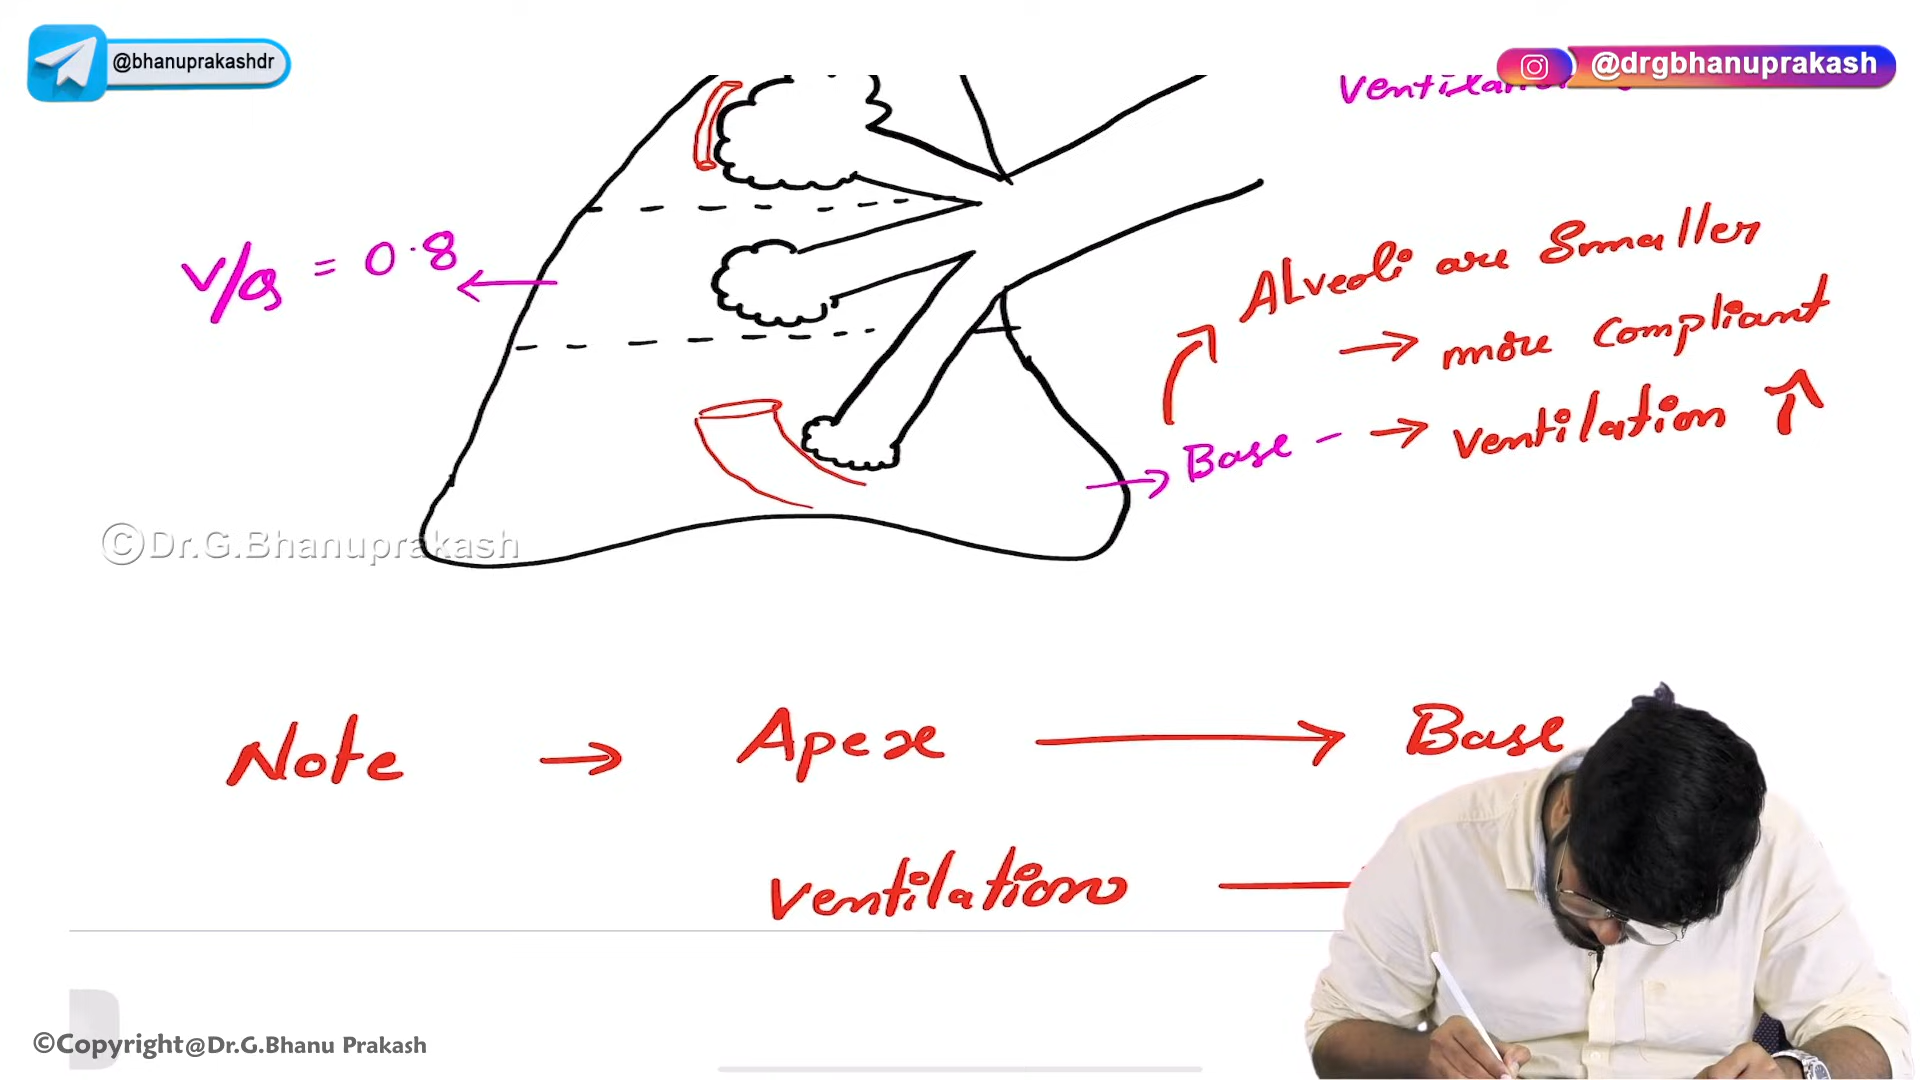 @bhanuprakashdr
@drgbhanuprakash
V/Q = 0.8
Alveoli are smaller
→ more compliant
→ Base - → ventilation ↑
©Dr.G.Bhanuprakash
Note → Apex → Base
Ventilation
©Copyright@Dr.G.Bhanu Prakash